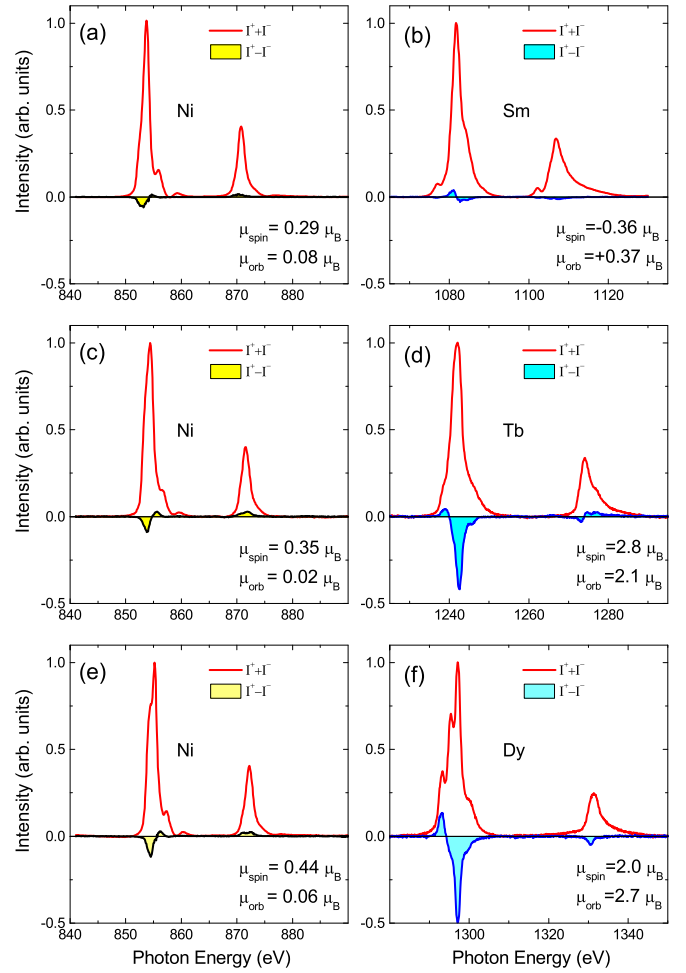 (a)
I⁺+I⁻
I⁺−I⁻
Ni
μspin= 0.29 μB
μorb= 0.08 μB
Intensity (arb. units)
1.0
0.5
0.0
-0.5
840 850 860 870 880
(b)
I⁺+I⁻
I⁺−I⁻
Sm
μspin=-0.36 μB
μorb=+0.37 μB
1.0
0.5
0.0
-0.5
1080 1100 1120
(c)
I⁺+I⁻
I⁺−I⁻
Ni
μspin= 0.35 μB
μorb= 0.02 μB
Intensity (arb. units)
1.0
0.5
0.0
-0.5
840 850 860 870 880
(d)
I⁺+I⁻
I⁺−I⁻
Tb
μspin=2.8 μB
μorb=2.1 μB
1.0
0.5
0.0
-0.5
1240 1260 1280
(e)
I⁺+I⁻
I⁺−I⁻
Ni
μspin= 0.44 μB
μorb= 0.06 μB
Intensity (arb. units)
1.0
0.5
0.0
-0.5
840 850 860 870 880
Photon Energy (eV)
(f)
I⁺+I⁻
I⁺−I⁻
Dy
μspin=2.0 μB
μorb=2.7 μB
1.0
0.5
0.0
-0.5
1290 1300 1310 1320 1330 1340
Photon Energy (eV)